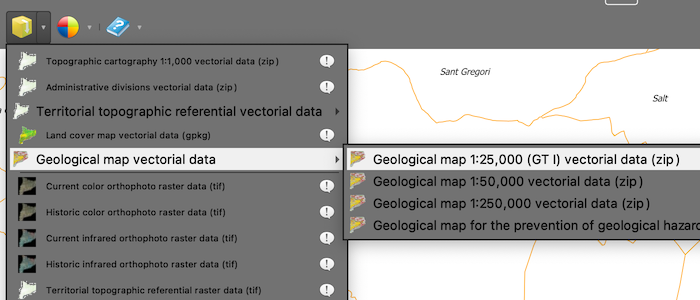 Sant Gregori
Salt
Topographic cartography 1:1,000 vectorial data (zip)
Administrative divisions vectorial data (zip)
Territorial topographic referential vectorial data
Land cover map vectorial data (gpkg)
Geological map vectorial data
Geological map 1:25,000 (GT I) vectorial data (zip)
Geological map 1:50,000 vectorial data (zip)
Geological map 1:250,000 vectorial data (zip)
Geological map for the prevention of geological hazar
Current color orthophoto raster data (tif)
Historic color orthophoto raster data (tif)
Current infrared orthophoto raster data (tif)
Historic infrared orthophoto raster data (tif)
Territorial topographic referential raster data (tif)